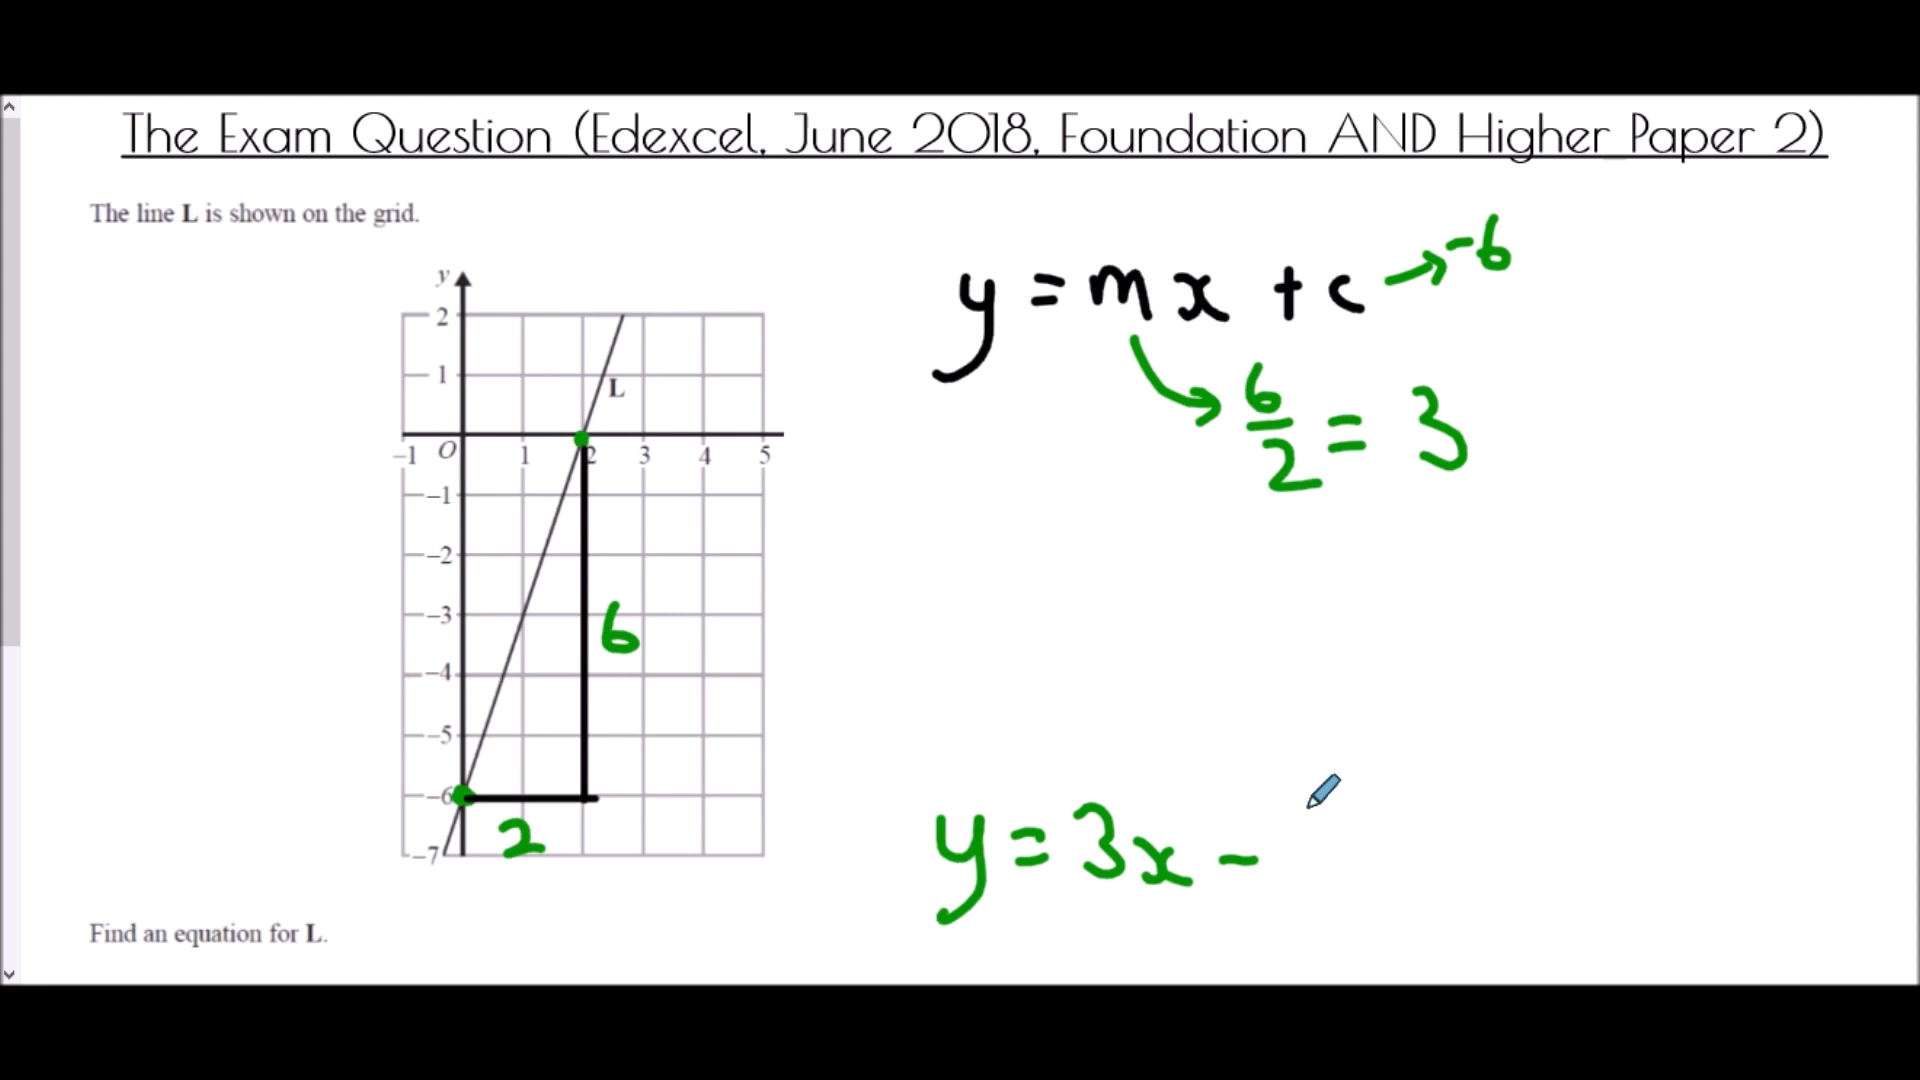 The Exam Question (Edexcel, June 2018, Foundation AND Higher Paper 2)
The line L is shown on the grid.
y
2
1
L
-1 O 1 2 3 4 5
-1
-2
-3
-4
-5
-6
-7
6
2
y = mx + c → -6
6/2 = 3
y = 3x -
Find an equation for L.